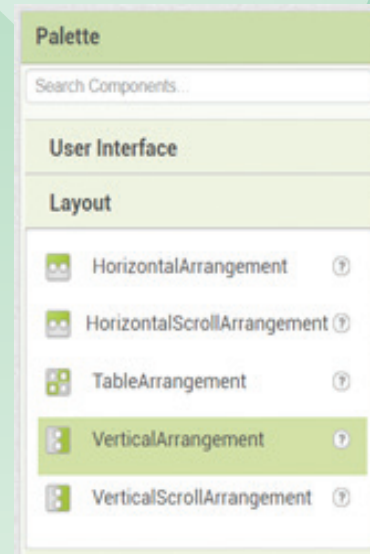 Palette
Search Components...
User Interface
Layout
HorizontalArrangement
HorizontalScrollArrangement
TableArrangement
VerticalArrangement
VerticalScrollArrangement